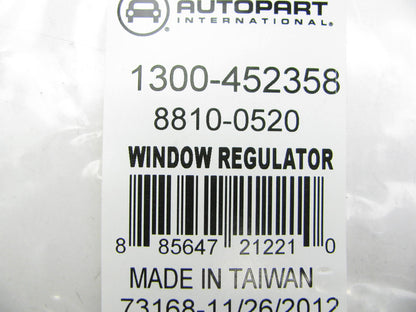 AUTOPART
INTERNATIONAL®
1300-452358
8810-0520
WINDOW REGULATOR
8 85647 21221 0
MADE IN TAIWAN
73168-11/26/2012